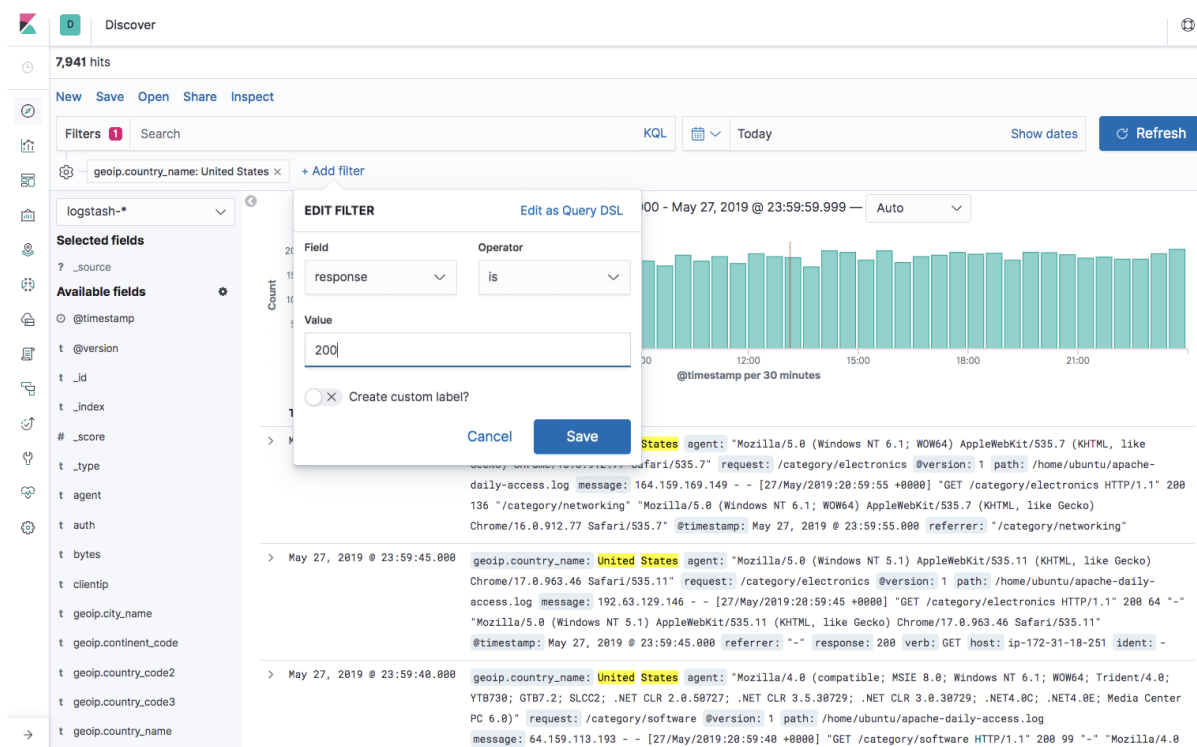 D Discover
7,941 hits
New Save Open Share Inspect
Filters 1 Search KQL Today Show dates Refresh
geoip.country_name: United States × + Add filter
logstash-*
Selected fields
? _source
Available fields
@timestamp
t @version
t _id
t _index
# _score
t _type
t agent
t auth
t bytes
t clientip
t geoip.city_name
t geoip.continent_code
t geoip.country_code2
t geoip.country_code3
t geoip.country_name
EDIT FILTER Edit as Query DSL
Field Operator
response is
Value
200
Create custom label?
Cancel Save
00 - May 27, 2019 @ 23:59:59.999 — Auto
Count
12:00 15:00 18:00 21:00
@timestamp per 30 minutes
States agent: "Mozilla/5.0 (Windows NT 6.1; WOW64) AppleWebKit/535.7 (KHTML, like
Gecko) Chrome/16.0.912.77 Safari/535.7" request: /category/electronics @version: 1 path: /home/ubuntu/apache-
daily-access.log message: 164.159.169.149 - - [27/May/2019:20:59:55 +0000] "GET /category/electronics HTTP/1.1" 200
136 "/category/networking" "Mozilla/5.0 (Windows NT 6.1; WOW64) AppleWebKit/535.7 (KHTML, like Gecko)
Chrome/16.0.912.77 Safari/535.7" @timestamp: May 27, 2019 @ 23:59:55.000 referrer: "/category/networking"
May 27, 2019 @ 23:59:45.000 geoip.country_name: United States agent: "Mozilla/5.0 (Windows NT 5.1) AppleWebKit/535.11 (KHTML, like Gecko)
Chrome/17.0.963.46 Safari/535.11" request: /category/electronics @version: 1 path: /home/ubuntu/apache-daily-
access.log message: 192.63.129.146 - - [27/May/2019:20:59:45 +0000] "GET /category/electronics HTTP/1.1" 200 64 "-"
"Mozilla/5.0 (Windows NT 5.1) AppleWebKit/535.11 (KHTML, like Gecko) Chrome/17.0.963.46 Safari/535.11"
@timestamp: May 27, 2019 @ 23:59:45.000 referrer: "-" response: 200 verb: GET host: ip-172-31-18-251 ident: -
May 27, 2019 @ 23:59:40.000 geoip.country_name: United States agent: "Mozilla/4.0 (compatible; MSIE 8.0; Windows NT 6.1; WOW64; Trident/4.0;
YTB730; GTB7.2; SLCC2; .NET CLR 2.0.50727; .NET CLR 3.5.30729; .NET CLR 3.0.30729; .NET4.0C; .NET4.0E; Media Center
PC 6.0)" request: /category/software @version: 1 path: /home/ubuntu/apache-daily-access.log
message: 64.159.113.193 - - [27/May/2019:20:59:40 +0000] "GET /category/software HTTP/1.1" 200 99 "-" "Mozilla/4.0